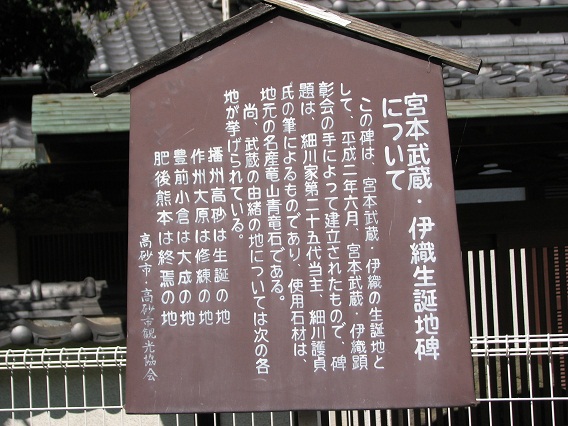 宮本武蔵・伊織生誕地碑
について
この碑は、宮本武蔵・伊織の生誕地と
して、平成二年六月、宮本武蔵・伊織顕
彰会の手によって建立されたもので、碑
題は、細川家第二十五代当主、細川護貞
氏の筆によるものであり、使用石材は、
地元の名産竜山青竜石である。
尚、武蔵の由緒の地については次の各
地が挙げられている。
播州高砂は生誕の地
作州大原は修練の地
豊前小倉は大成の地
肥後熊本は終焉の地
高砂市・高砂市観光協会